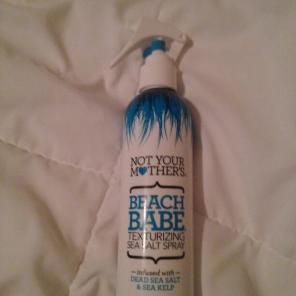 NOT YOUR
MOTHER'S
BEACH
BABE
TEXTURIZING
SEA SALT SPRAY
infused with
DEAD SEA SALT
& SEA KELP